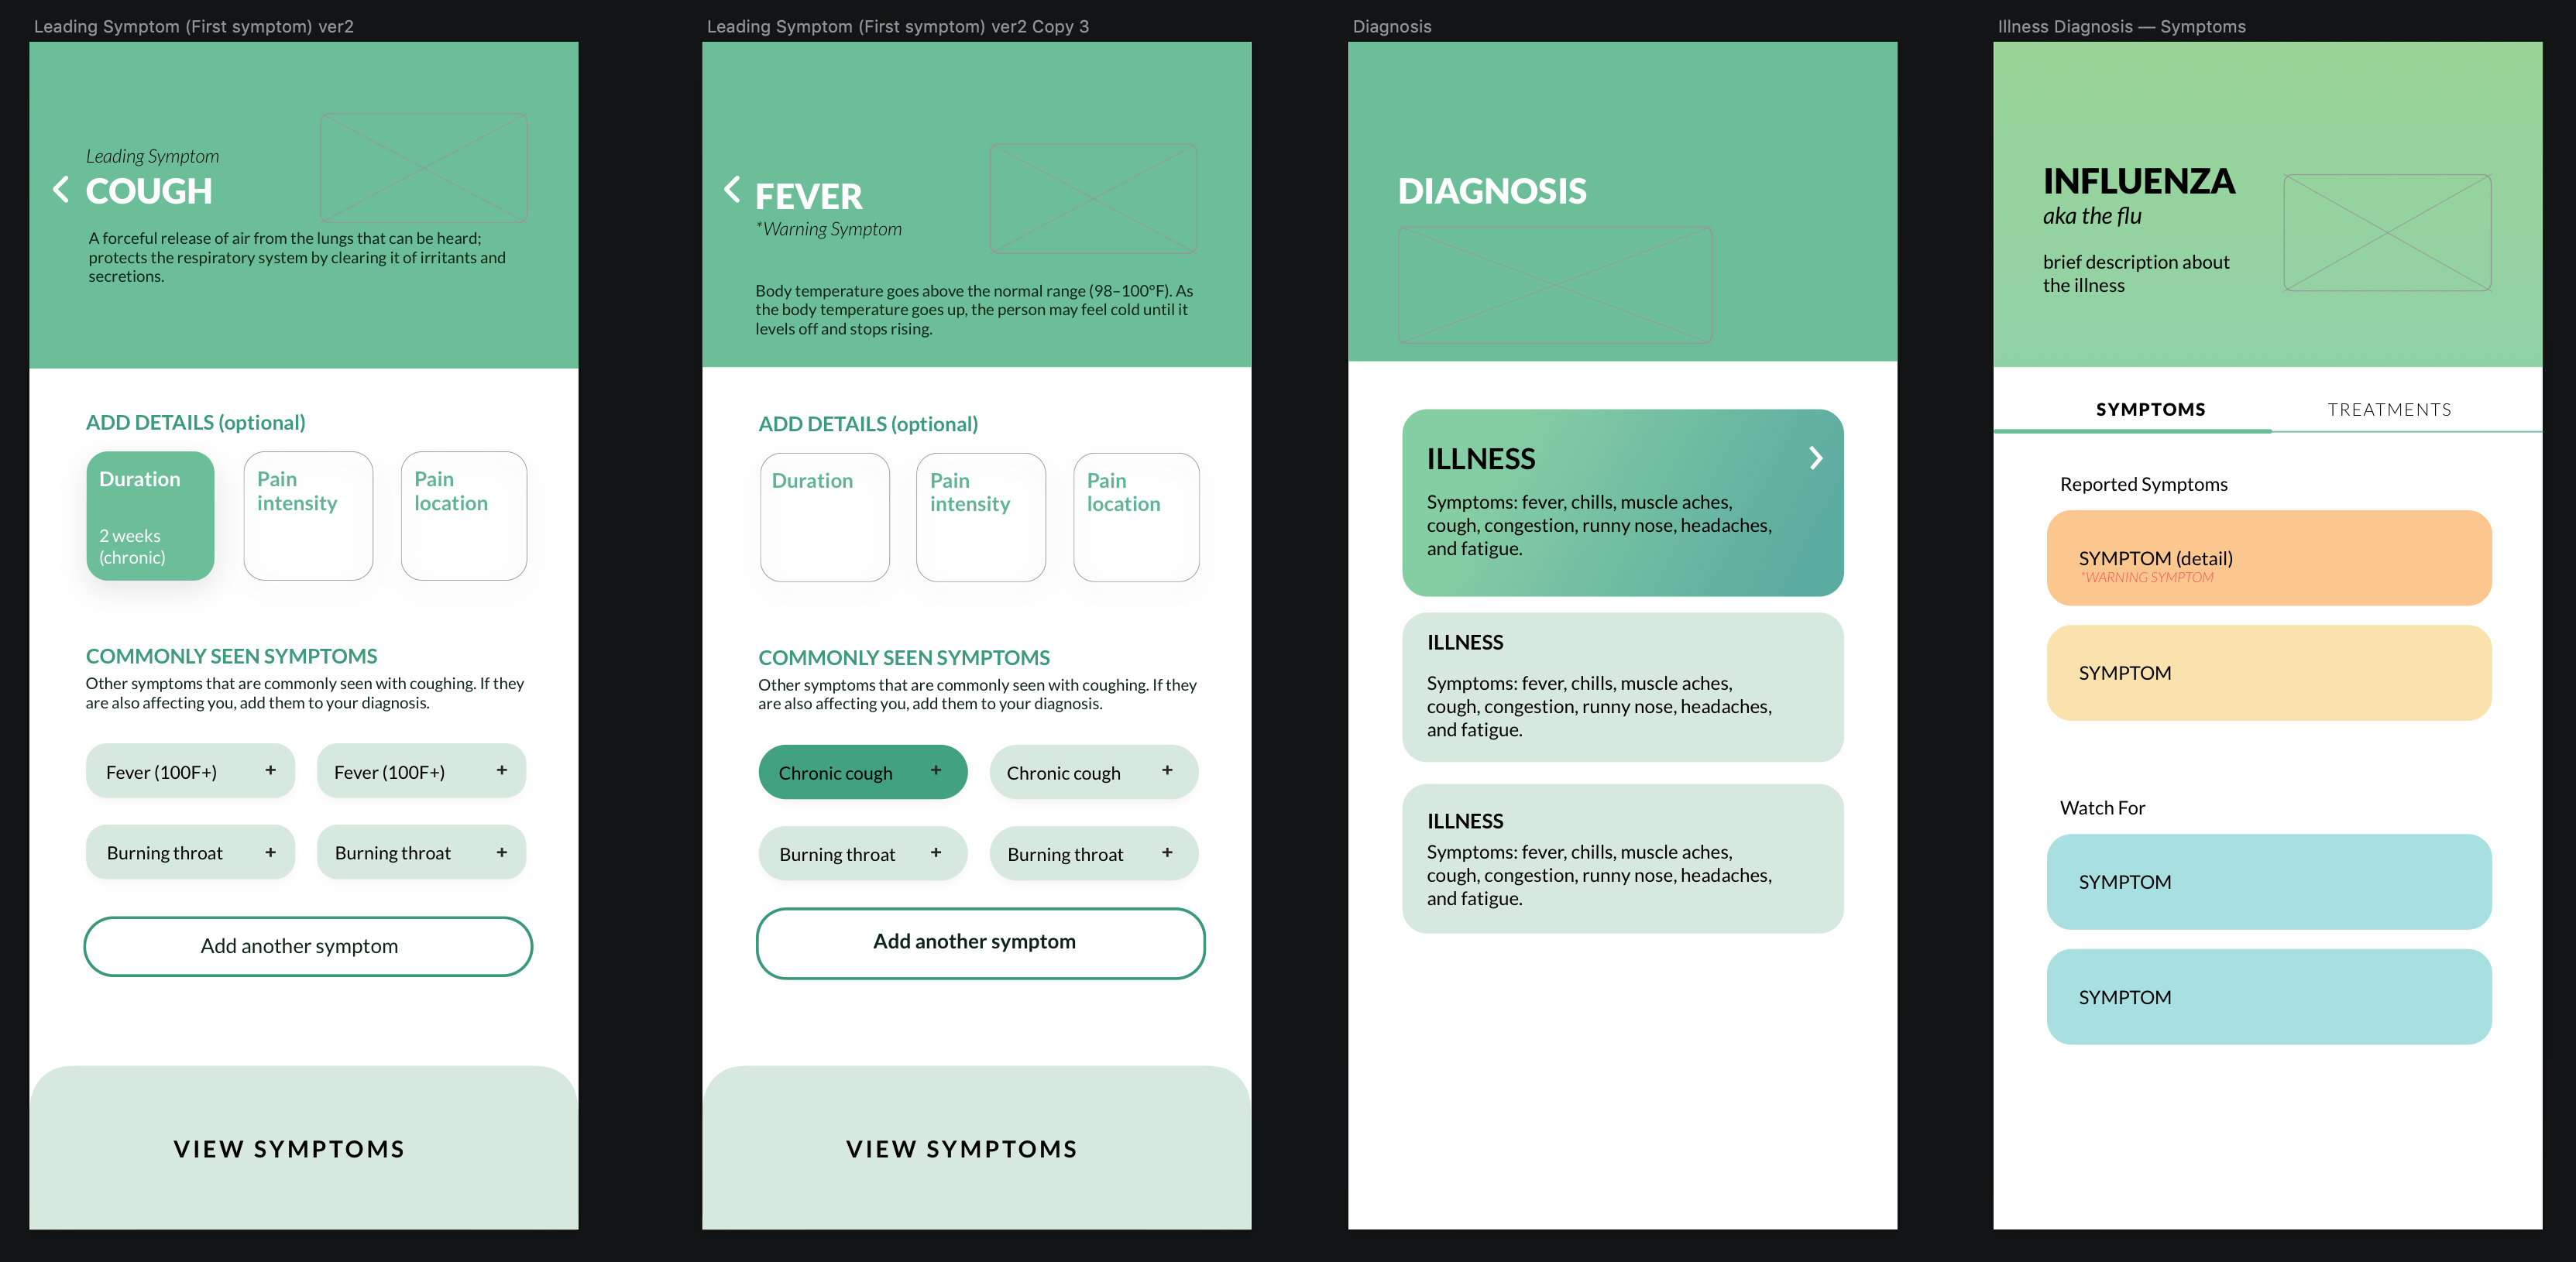 Leading Symptom (First symptom) ver2
Leading Symptom
COUGH
A forceful release of air from the lungs that can be heard;
protects the respiratory system by clearing it of irritants and
secretions.
ADD DETAILS (optional)
Duration
2 weeks
(chronic)
Pain
intensity
Pain
location
COMMONLY SEEN SYMPTOMS
Other symptoms that are commonly seen with coughing. If they
are also affecting you, add them to your diagnosis.
Fever (100F+) +
Fever (100F+) +
Burning throat +
Burning throat +
Add another symptom
VIEW SYMPTOMS
Leading Symptom (First symptom) ver2 Copy 3
FEVER
*Warning Symptom
Body temperature goes above the normal range (98–100°F). As
the body temperature goes up, the person may feel cold until it
levels off and stops rising.
ADD DETAILS (optional)
Duration
Pain
intensity
Pain
location
COMMONLY SEEN SYMPTOMS
Other symptoms that are commonly seen with coughing. If they
are also affecting you, add them to your diagnosis.
Chronic cough +
Chronic cough +
Burning throat +
Burning throat +
Add another symptom
VIEW SYMPTOMS
Diagnosis
DIAGNOSIS
ILLNESS
Symptoms: fever, chills, muscle aches,
cough, congestion, runny nose, headaches,
and fatigue.
ILLNESS
Symptoms: fever, chills, muscle aches,
cough, congestion, runny nose, headaches,
and fatigue.
ILLNESS
Symptoms: fever, chills, muscle aches,
cough, congestion, runny nose, headaches,
and fatigue.
Illness Diagnosis — Symptoms
INFLUENZA
aka the flu
brief description about
the illness
SYMPTOMS
TREATMENTS
Reported Symptoms
SYMPTOM (detail)
*WARNING SYMPTOM
SYMPTOM
Watch For
SYMPTOM
SYMPTOM